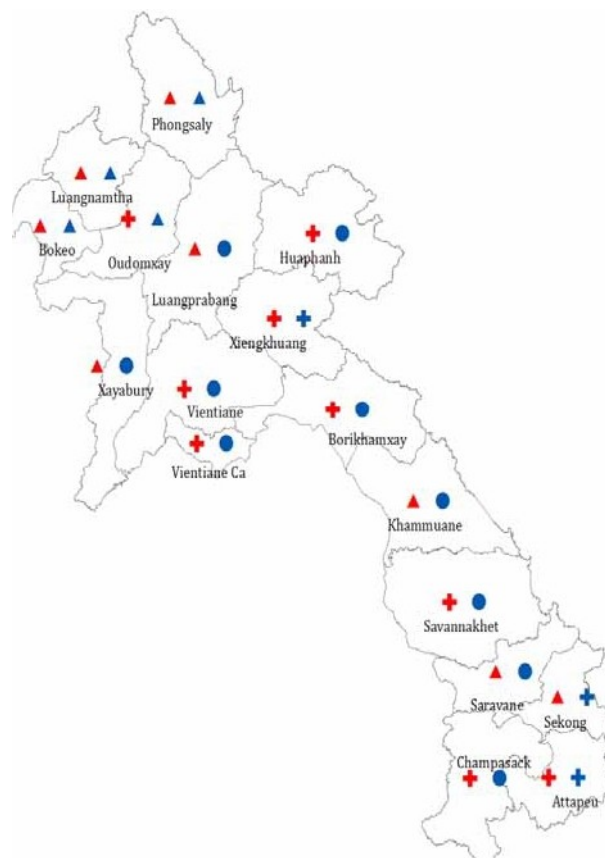 Phongsaly
Luangnamtha
Bokeo
Oudomxay
Huaphanh
Luangprabang
Xiengkhuang
Xayabury
Vientiane
Borikhamxay
Vientiane Ca
Khammuane
Savannakhet
Saravane
Sekong
Champasack
Attapeu